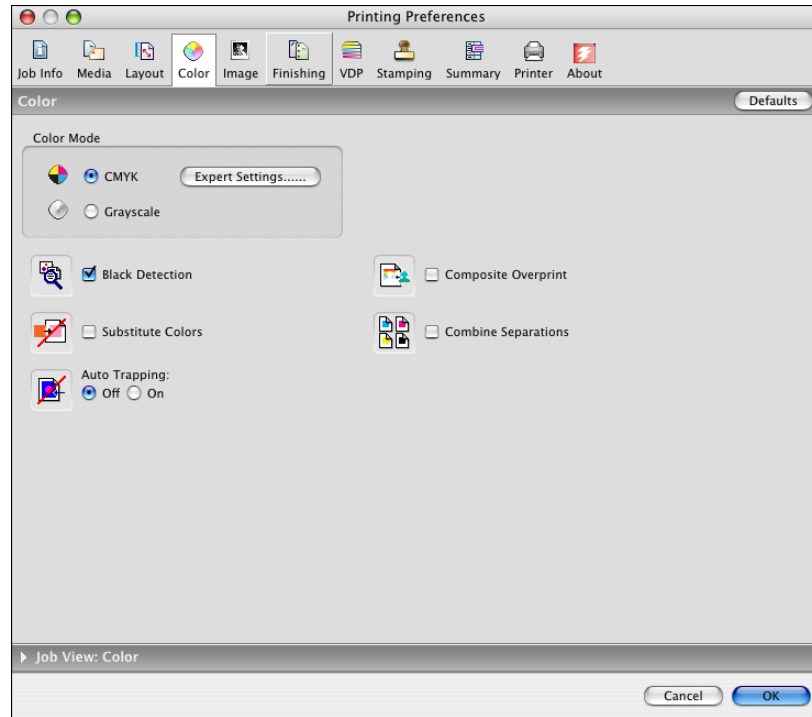 Printing Preferences
Job Info Media Layout Color Image Finishing VDP Stamping Summary Printer About
Color Defaults
Color Mode
CMYK Expert Settings......
Grayscale
Black Detection Composite Overprint
Substitute Colors Combine Separations
Auto Trapping:
Off On
Job View: Color
Cancel OK